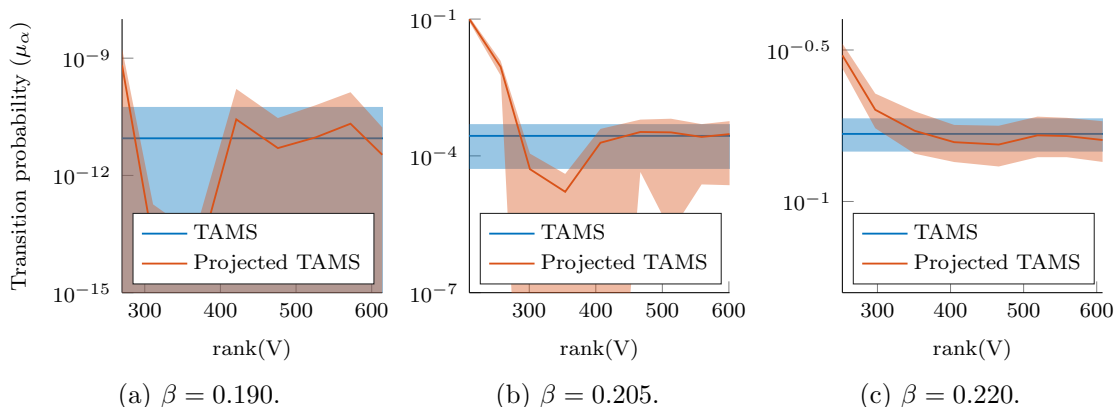 Transition probability (μα)
10−9
10−12
10−15
300 400 500 600
rank(V)
TAMS
Projected TAMS
(a) β = 0.190.
10−1
10−4
10−7
300 400 500 600
rank(V)
TAMS
Projected TAMS
(b) β = 0.205.
10−0.5
10−1
300 400 500 600
rank(V)
TAMS
Projected TAMS
(c) β = 0.220.